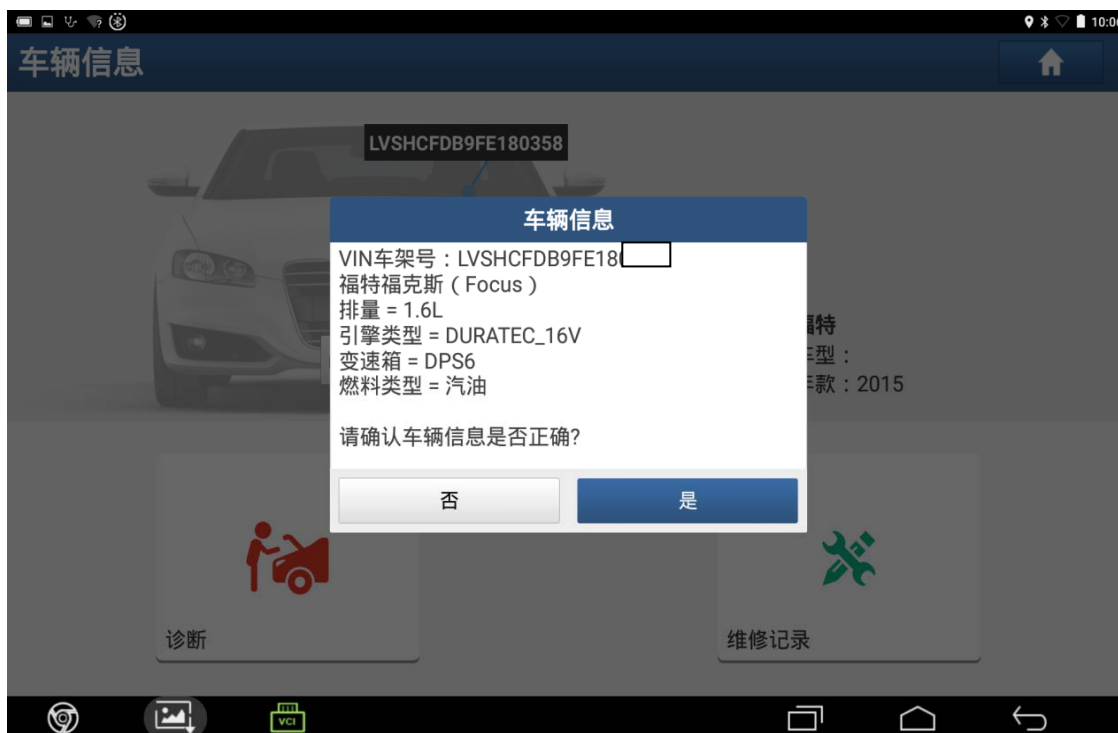 车辆信息
LVSHCFDB9FE180358
车辆信息
VIN车架号：LVSHCFDB9FE18
福特福克斯（Focus）
排量 = 1.6L
引擎类型 = DURATEC_16V
变速箱 = DPS6
燃料类型 = 汽油
请确认车辆信息是否正确?
否
是
特
型：
款：2015
诊断
维修记录
VCI